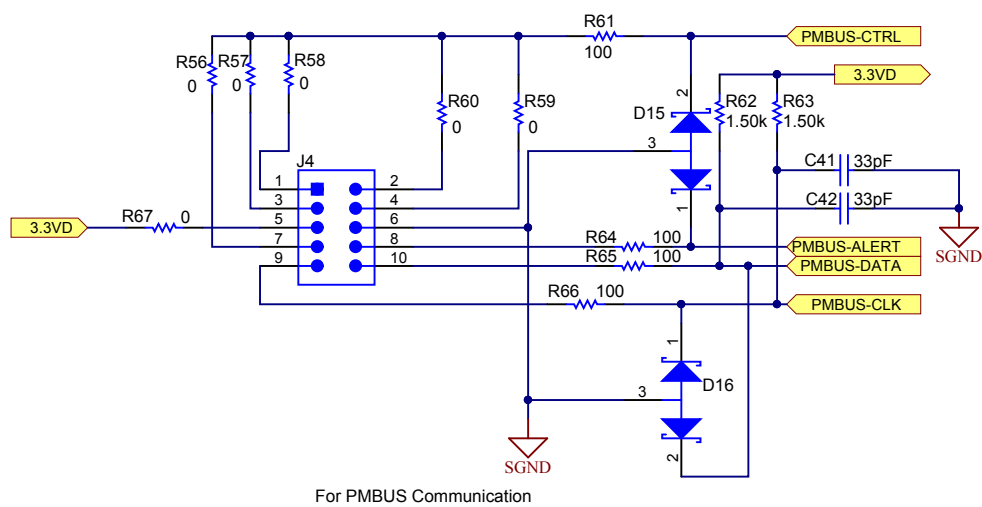 R61
100
PMBUS-CTRL
R56
0
R57
0
R58
0
R60
0
R59
0
3.3VD
2
D15
3
1
R62
1.50k
R63
1.50k
C41 33pF
C42 33pF
SGND
J4
1 2
3 4
5 6
7 8
9 10
3.3VD
R67 0
R64 100
PMBUS-ALERT
R65 100
PMBUS-DATA
R66 100
PMBUS-CLK
1
D16
3
2
SGND
For PMBUS Communication